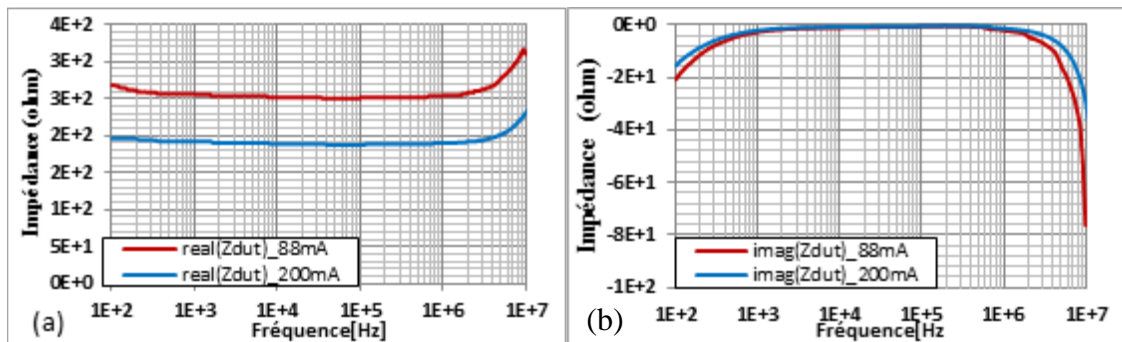 4E+2
4E+2
3E+2
3E+2
2E+2
2E+2
1E+2
5E+1
0E+0
Impédance (ohm)
real(Zdut)_88mA
real(Zdut)_200mA
1E+2 1E+3 1E+4 1E+5 1E+6 1E+7
Fréquence[Hz]
(a)
0E+0
-2E+1
-4E+1
-6E+1
-8E+1
-1E+2
Impédance (ohm)
imag(Zdut)_88mA
imag(Zdut)_200mA
1E+2 1E+3 1E+4 1E+5 1E+6 1E+7
Fréquence[Hz
(b)